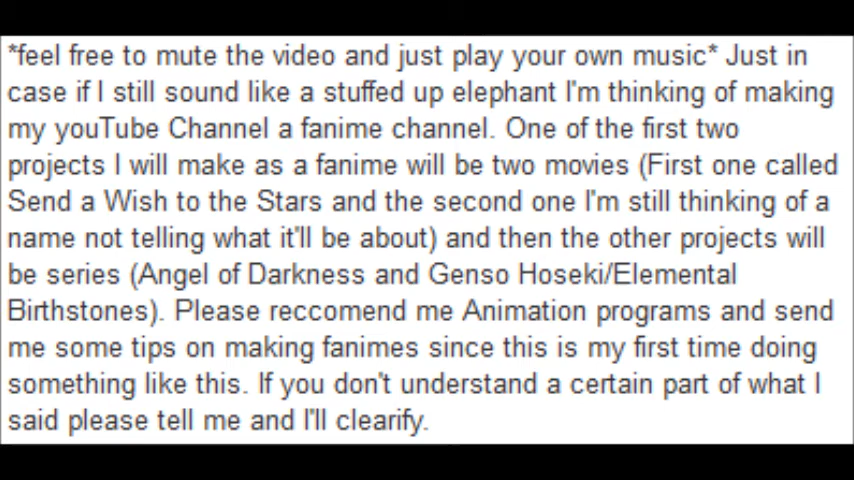 *feel free to mute the video and just play your own music* Just in
case if I still sound like a stuffed up elephant I'm thinking of making
my youTube Channel a fanime channel. One of the first two
projects I will make as a fanime will be two movies (First one called
Send a Wish to the Stars and the second one I'm still thinking of a
name not telling what it'll be about) and then the other projects will
be series (Angel of Darkness and Genso Hoseki/Elemental
Birthstones). Please reccomend me Animation programs and send
me some tips on making fanimes since this is my first time doing
something like this. If you don't understand a certain part of what I
said please tell me and I'll clearify.